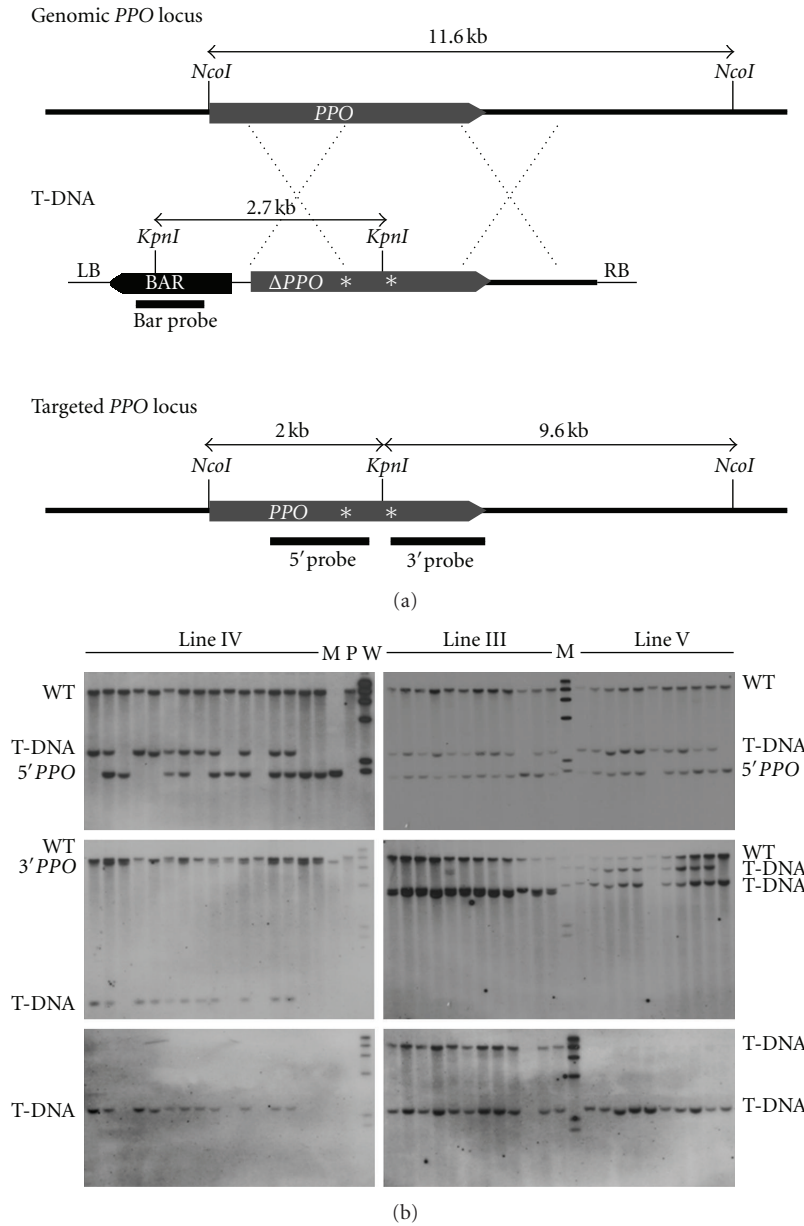 Genomic PPO locus
11.6 kb
NcoI NcoI
PPO
T-DNA
2.7 kb
KpnI KpnI
LB BAR ΔPPO * * RB
Bar probe
Targeted PPO locus
2 kb 9.6 kb
NcoI KpnI NcoI
PPO * *
5′ probe 3′ probe
(a)
Line IV M P W Line III M Line V
WT WT
T-DNA T-DNA
5′ PPO 5′ PPO
WT WT
3′ PPO T-DNA
T-DNA
T-DNA
T-DNA
T-DNA T-DNA
(b)